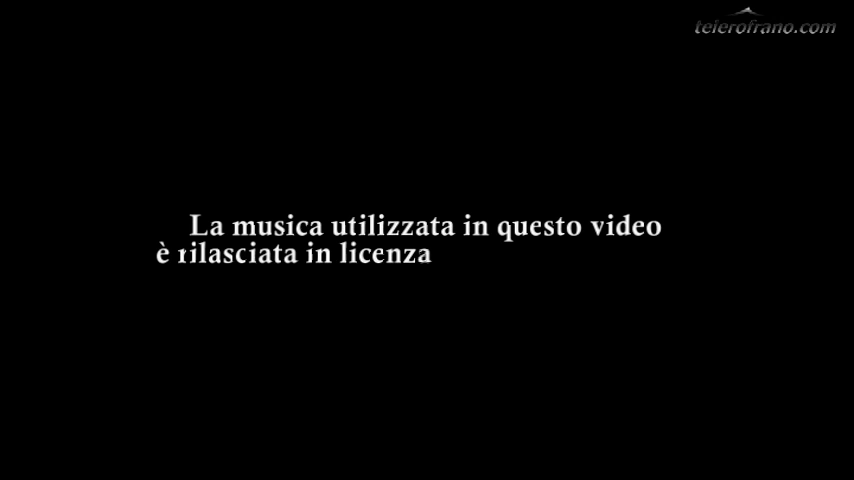 telerofrano.com
La musica utilizzata in questo video
è rilasciata in licenza